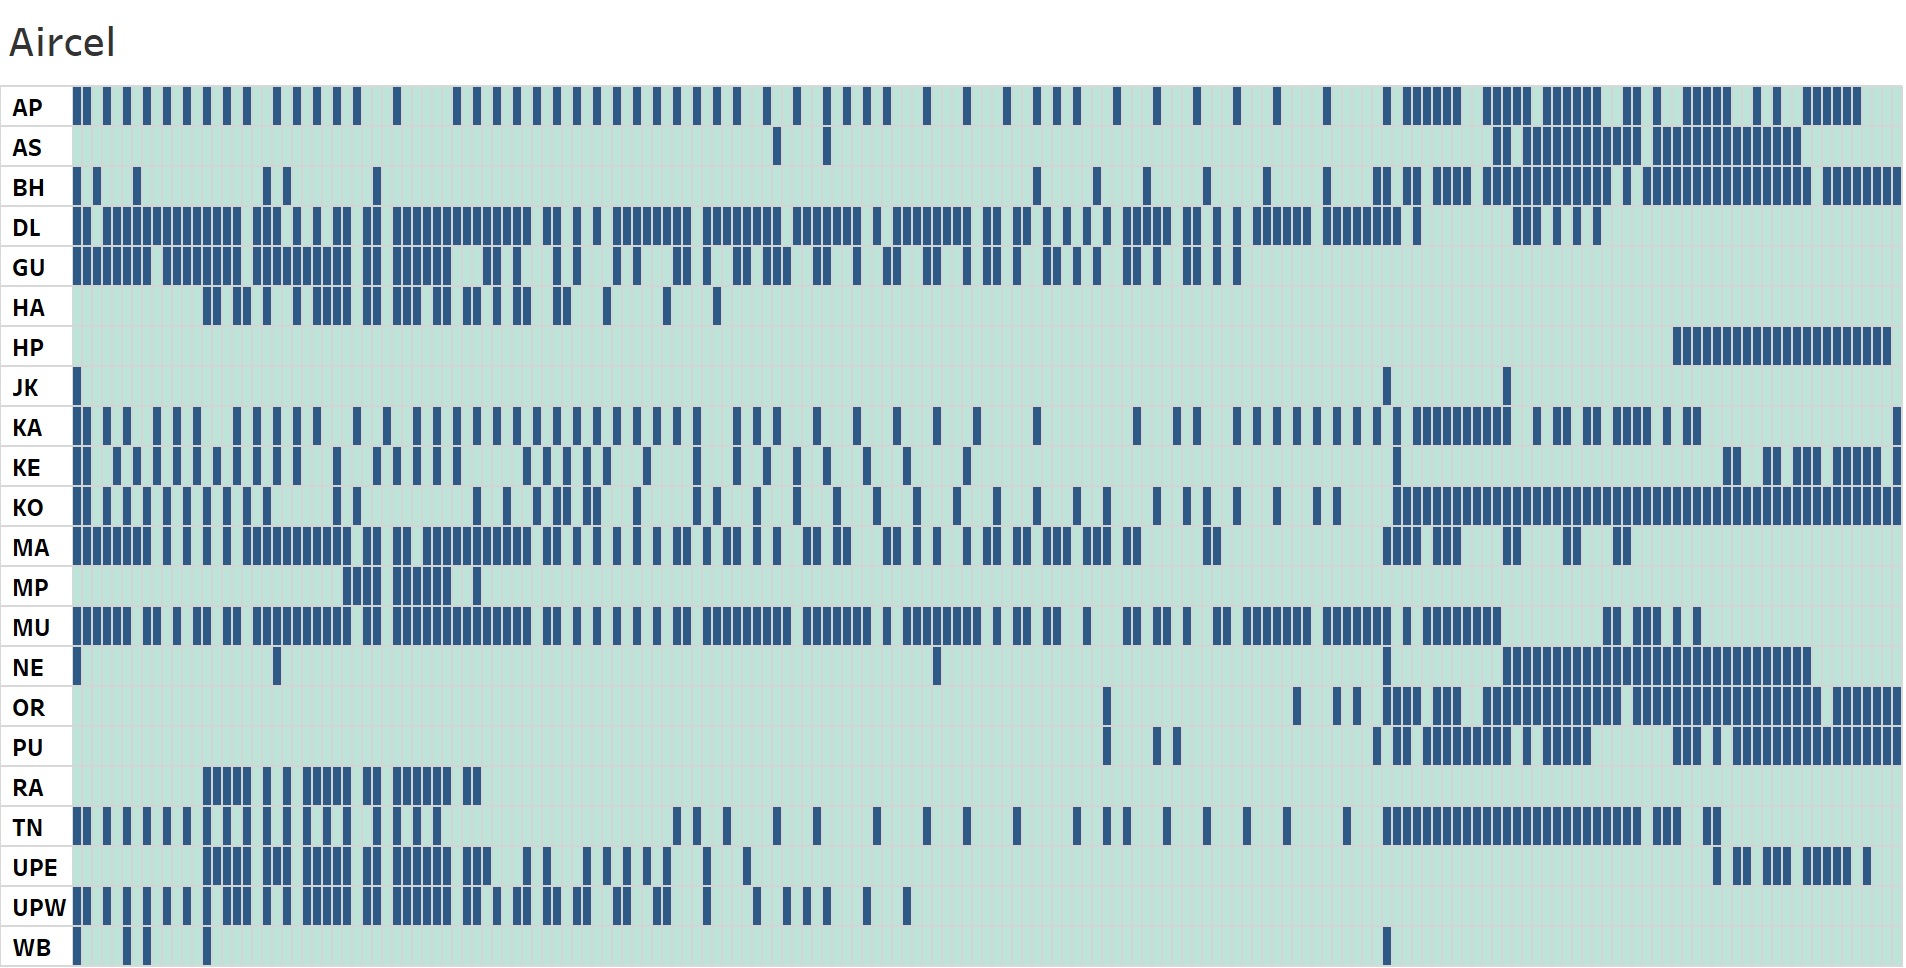 Aircel
AP
AS
BH
DL
GU
HA
HP
JK
KA
KE
KO
MA
MP
MU
NE
OR
PU
RA
TN
UPE
UPW
WB